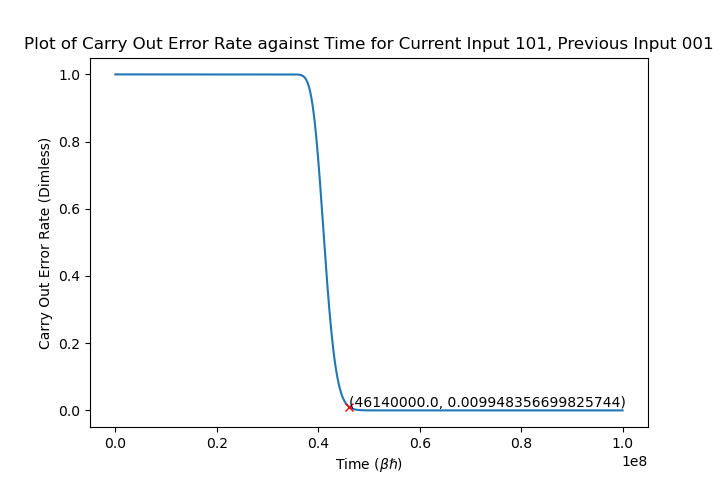 Plot of Carry Out Error Rate against Time for Current Input 101, Previous Input 001
Carry Out Error Rate (Dimless)
1.0
0.8
0.6
0.4
0.2
0.0
(46140000.0, 0.009948356699825744)
0.0 0.2 0.4 0.6 0.8 1.0
1e8
Time (βℏ)